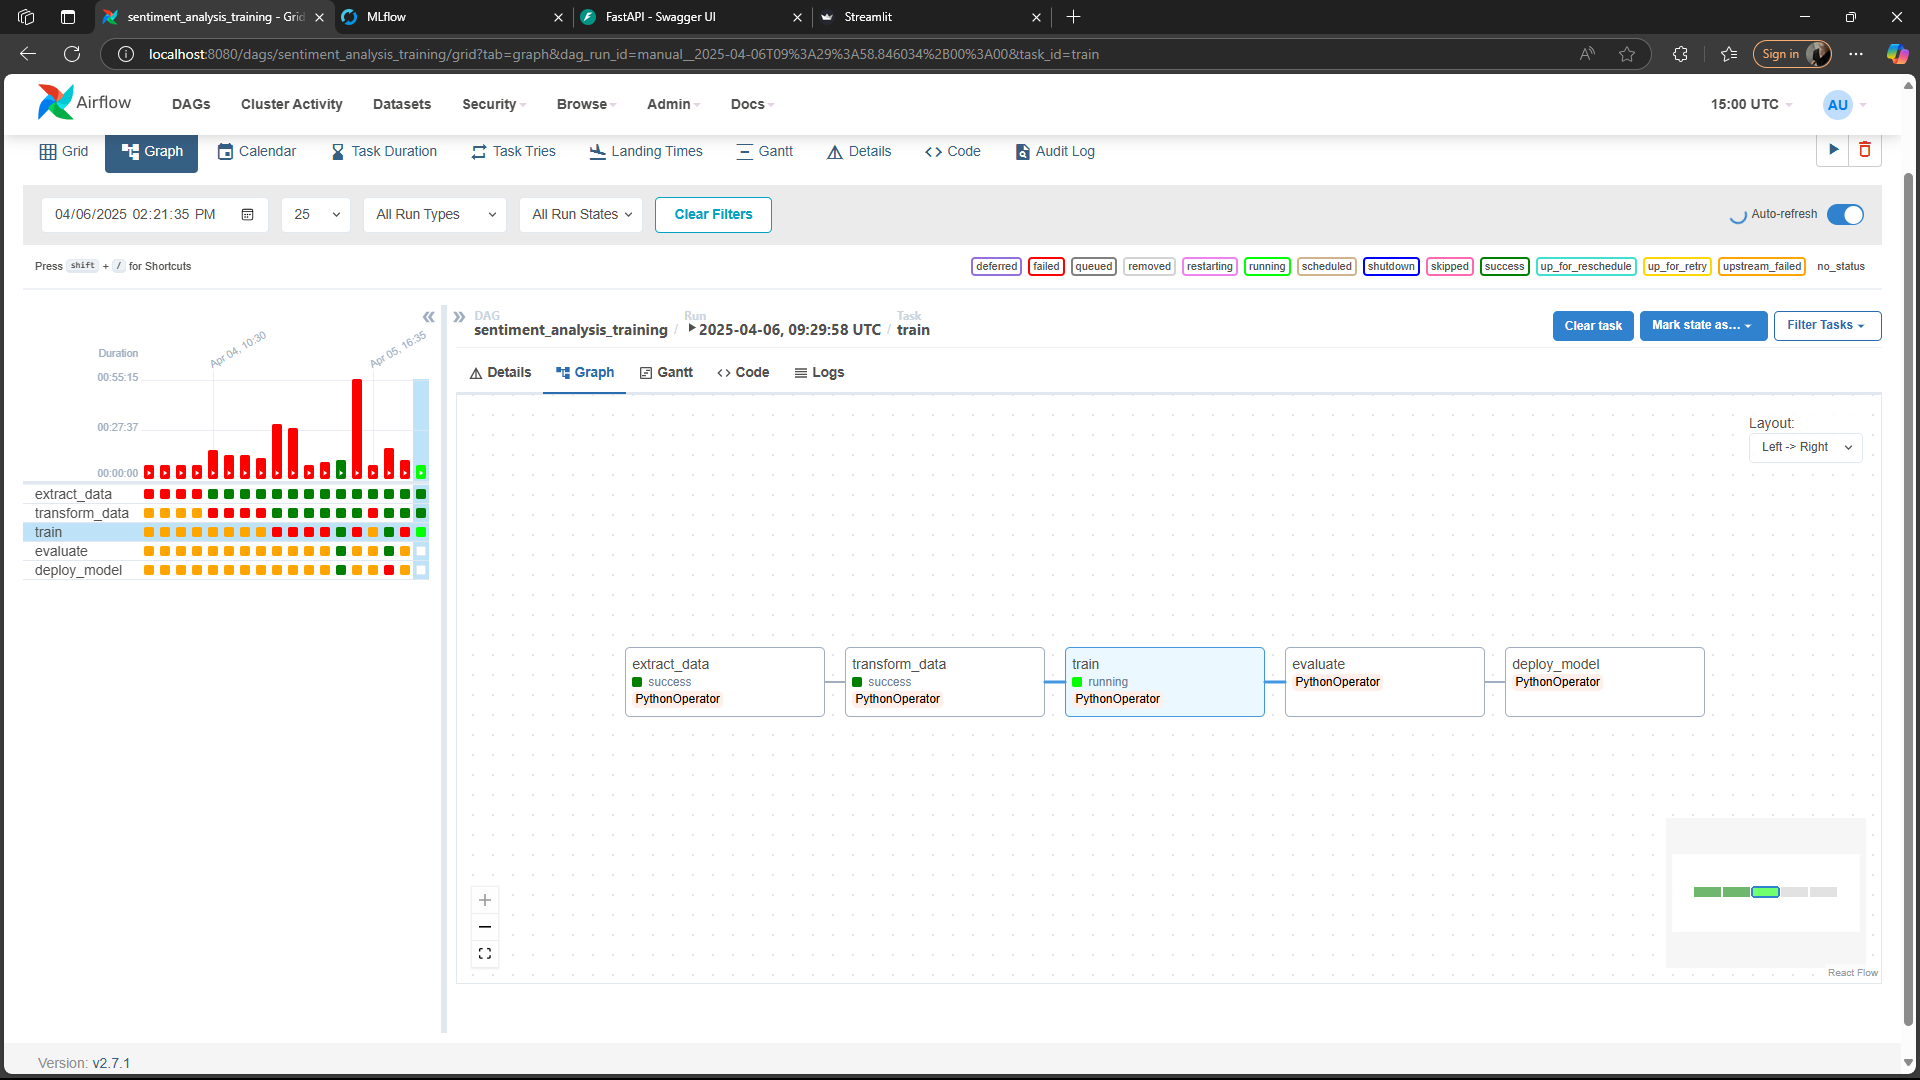 sentiment_analysis_training - Grid
MLflow
FastAPI - Swagger UI
Streamlit
localhost:8080/dags/sentiment_analysis_training/grid?tab=graph&dag_run_id=manual__2025-04-06T09%3A29%3A58.846034%2B00%3A00&task_id=train
Sign in
Airflow
DAGs
Cluster Activity
Datasets
Security
Browse
Admin
Docs
15:00 UTC
AU
Grid
Graph
Calendar
Task Duration
Task Tries
Landing Times
Gantt
Details
Code
Audit Log
04/06/2025 02:21:35 PM
25
All Run Types
All Run States
Clear Filters
Auto-refresh
Press shift + / for Shortcuts
deferred
failed
queued
removed
restarting
running
scheduled
shutdown
skipped
success
up_for_reschedule
up_for_retry
upstream_failed
no_status
DAG
sentiment_analysis_training
/
Run
2025-04-06, 09:29:58 UTC
/
Task
train
Clear task
Mark state as...
Filter Tasks
Duration
Apr 04, 10:30
Apr 05, 16:35
00:55:15
00:27:37
00:00:00
extract_data
transform_data
train
evaluate
deploy_model
Details
Graph
Gantt
Code
Logs
Layout:
Left -> Right
extract_data
success
PythonOperator
transform_data
success
PythonOperator
train
running
PythonOperator
evaluate
PythonOperator
deploy_model
PythonOperator
React Flow
Version: v2.7.1